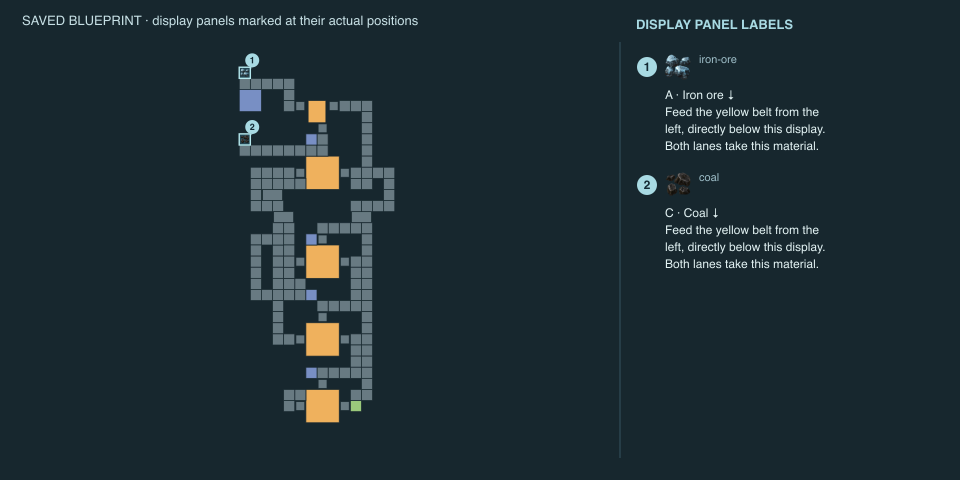 SAVED BLUEPRINT · display panels marked at their actual positions
1
2
DISPLAY PANEL LABELS
1
iron-ore
A · Iron ore ↓
Feed the yellow belt from the
left, directly below this display.
Both lanes take this material.
2
coal
C · Coal ↓
Feed the yellow belt from the
left, directly below this display.
Both lanes take this material.